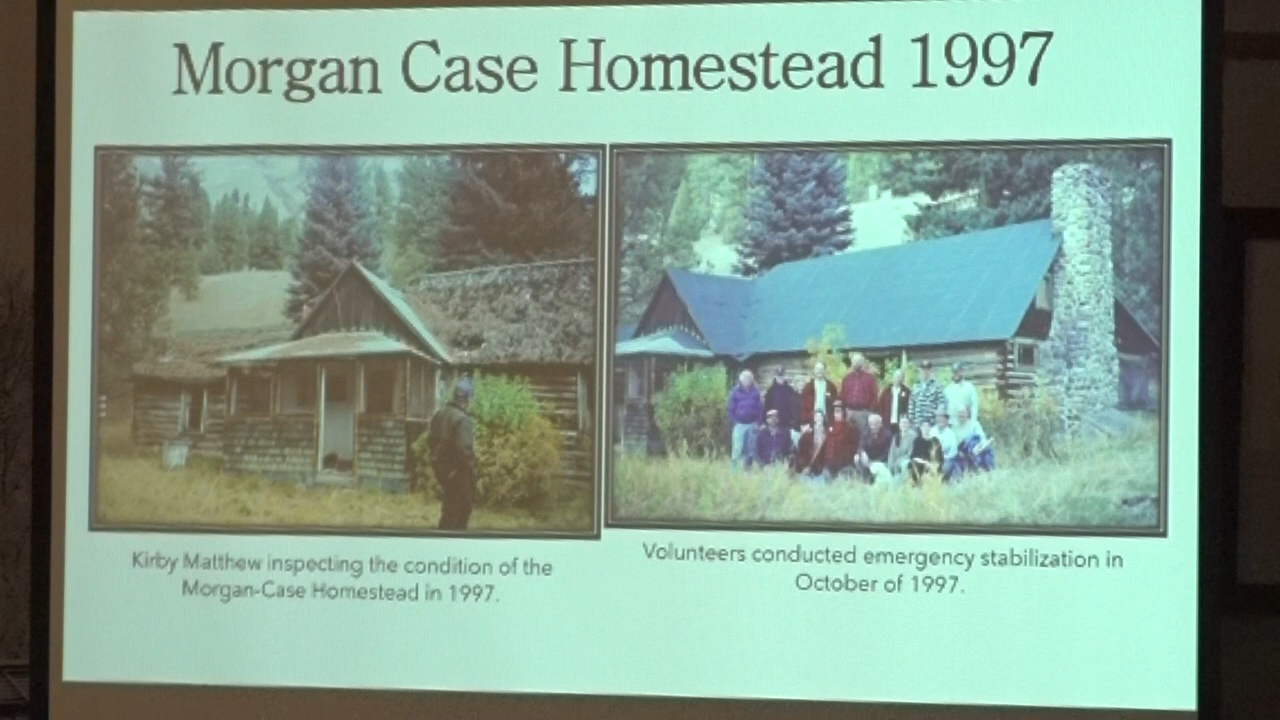 Morgan Case Homestead 1997
Kirby Matthew inspecting the condition of the
Morgan-Case Homestead in 1997.
Volunteers conducted emergency stabilization in
October of 1997.